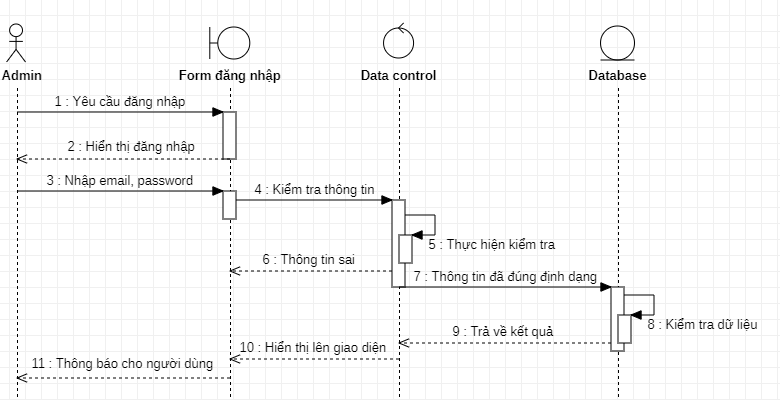 Admin
Form đăng nhập
Data control
Database
1 : Yêu cầu đăng nhập
2 : Hiển thị đăng nhập
3 : Nhập email, password
4 : Kiểm tra thông tin
5 : Thực hiện kiểm tra
6 : Thông tin sai
7 : Thông tin đã đúng định dạng
8 : Kiểm tra dữ liệu
9 : Trả về kết quả
10 : Hiển thị lên giao diện
11 : Thông báo cho người dùng